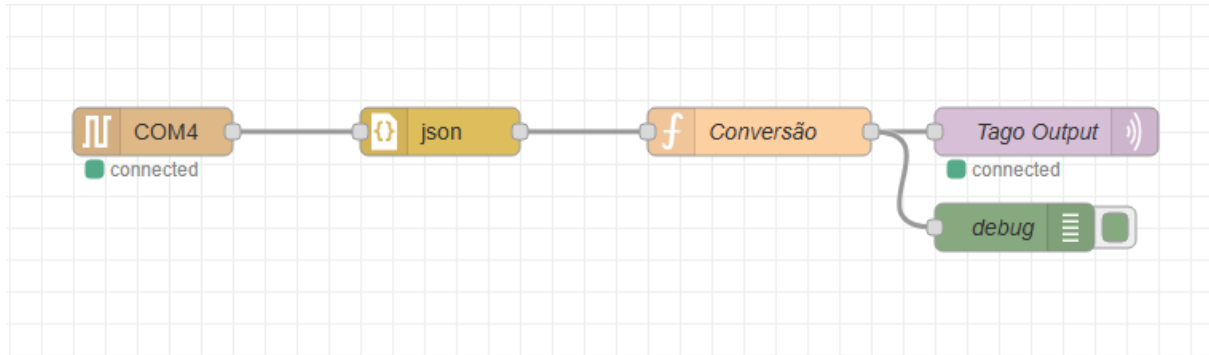 COM4
connected
json
Conversão
Tago Output
connected
debug